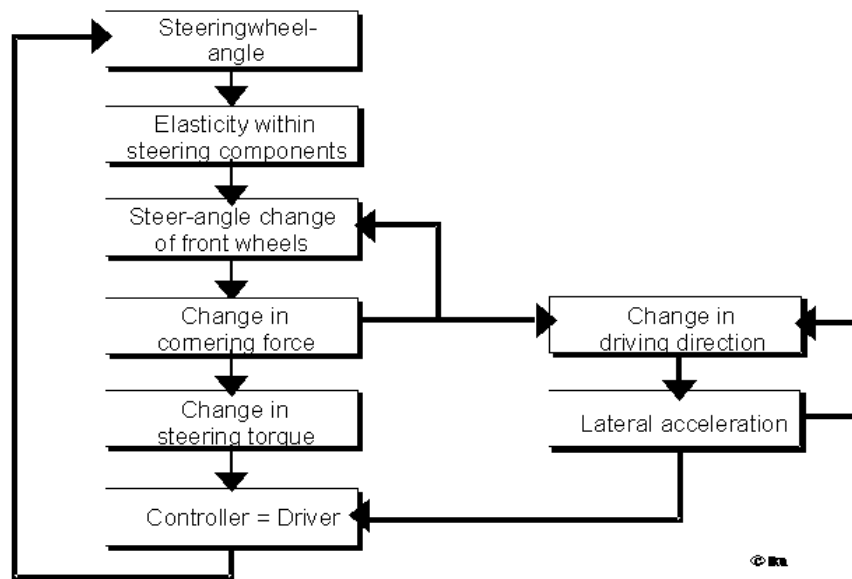 Steeringwheel-
angle
Elasticity within
steering components
Steer-angle change
of front wheels
Change in
cornering force
Change in
steering torque
Controller = Driver
Change in
driving direction
Lateral acceleration
© ika